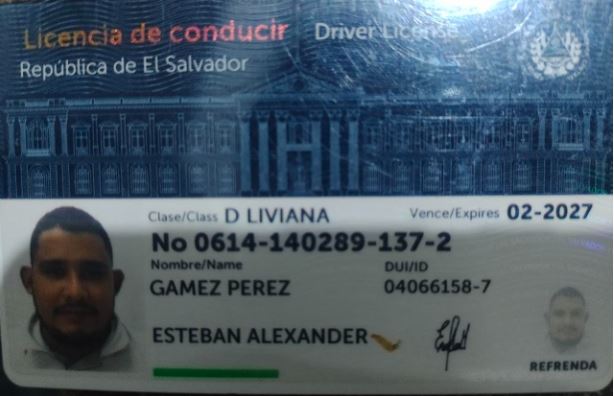 Licencia de conducir Driver License
República de El Salvador
Clase/Class D LIVIANA Vence/Expires 02-2027
No 0614-140289-137-2
Nombre/Name DUI/ID
GAMEZ PEREZ 04066158-7
ESTEBAN ALEXANDER
REFRENDA